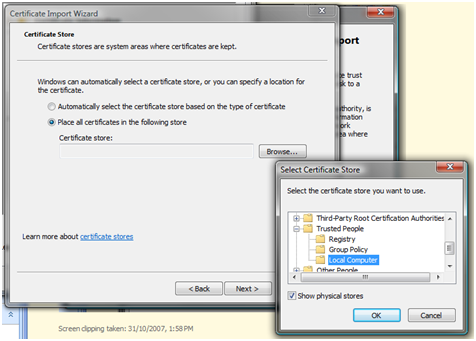 Certificate Import Wizard
Certificate Store
Certificate stores are system areas where certificates are kept.
Windows can automatically select a certificate store, or you can specify a location for
the certificate.
Automatically select the certificate store based on the type of certificate
Place all certificates in the following store
Certificate store:
Browse...
Learn more about certificate stores
< Back
Next >
port
te trust
sk to a
thority, is
rmation
work
area where
Select Certificate Store
Select the certificate store you want to use.
Third-Party Root Certification Authorities
Trusted People
Registry
Group Policy
Local Computer
Other People
Show physical stores
OK
Cancel
Screen clipping taken: 31/10/2007, 1:58 PM